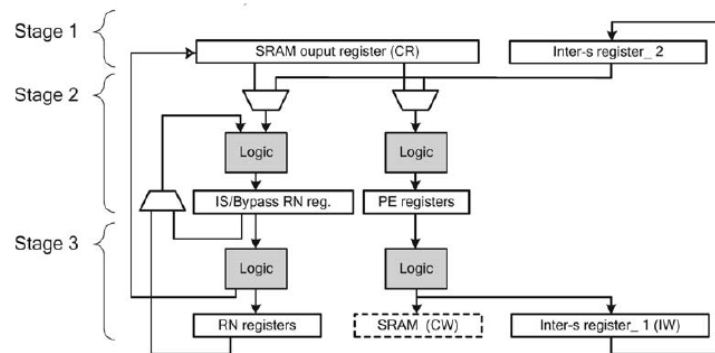 Stage 1
SRAM ouput register (CR)
Inter-s register_ 2
Stage 2
Logic
Logic
IS/Bypass RN reg.
PE registers
Stage 3
Logic
Logic
RN registers
SRAM (CW)
Inter-s register_ 1 (IW)